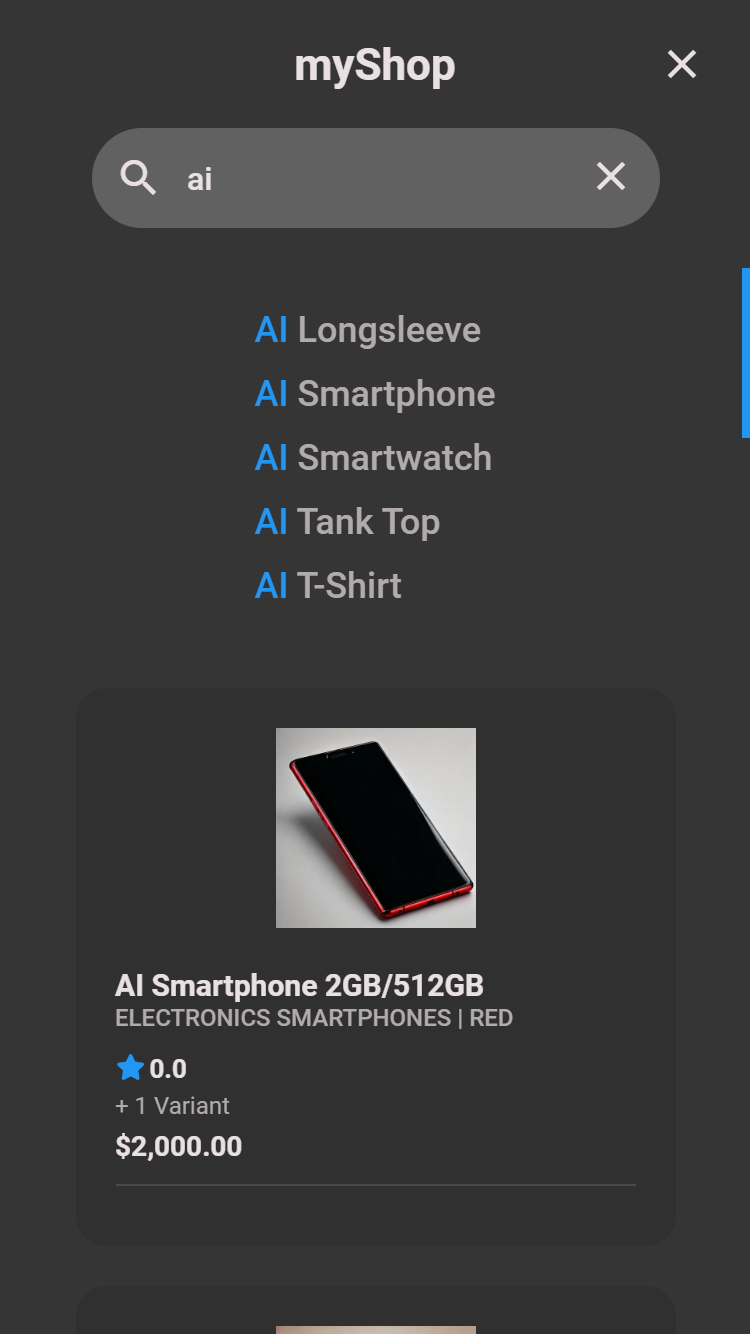 myShop
ai
AI Longsleeve
AI Smartphone
AI Smartwatch
AI Tank Top
AI T-Shirt
AI Smartphone 2GB/512GB
ELECTRONICS SMARTPHONES | RED
0.0
+ 1 Variant
$2,000.00